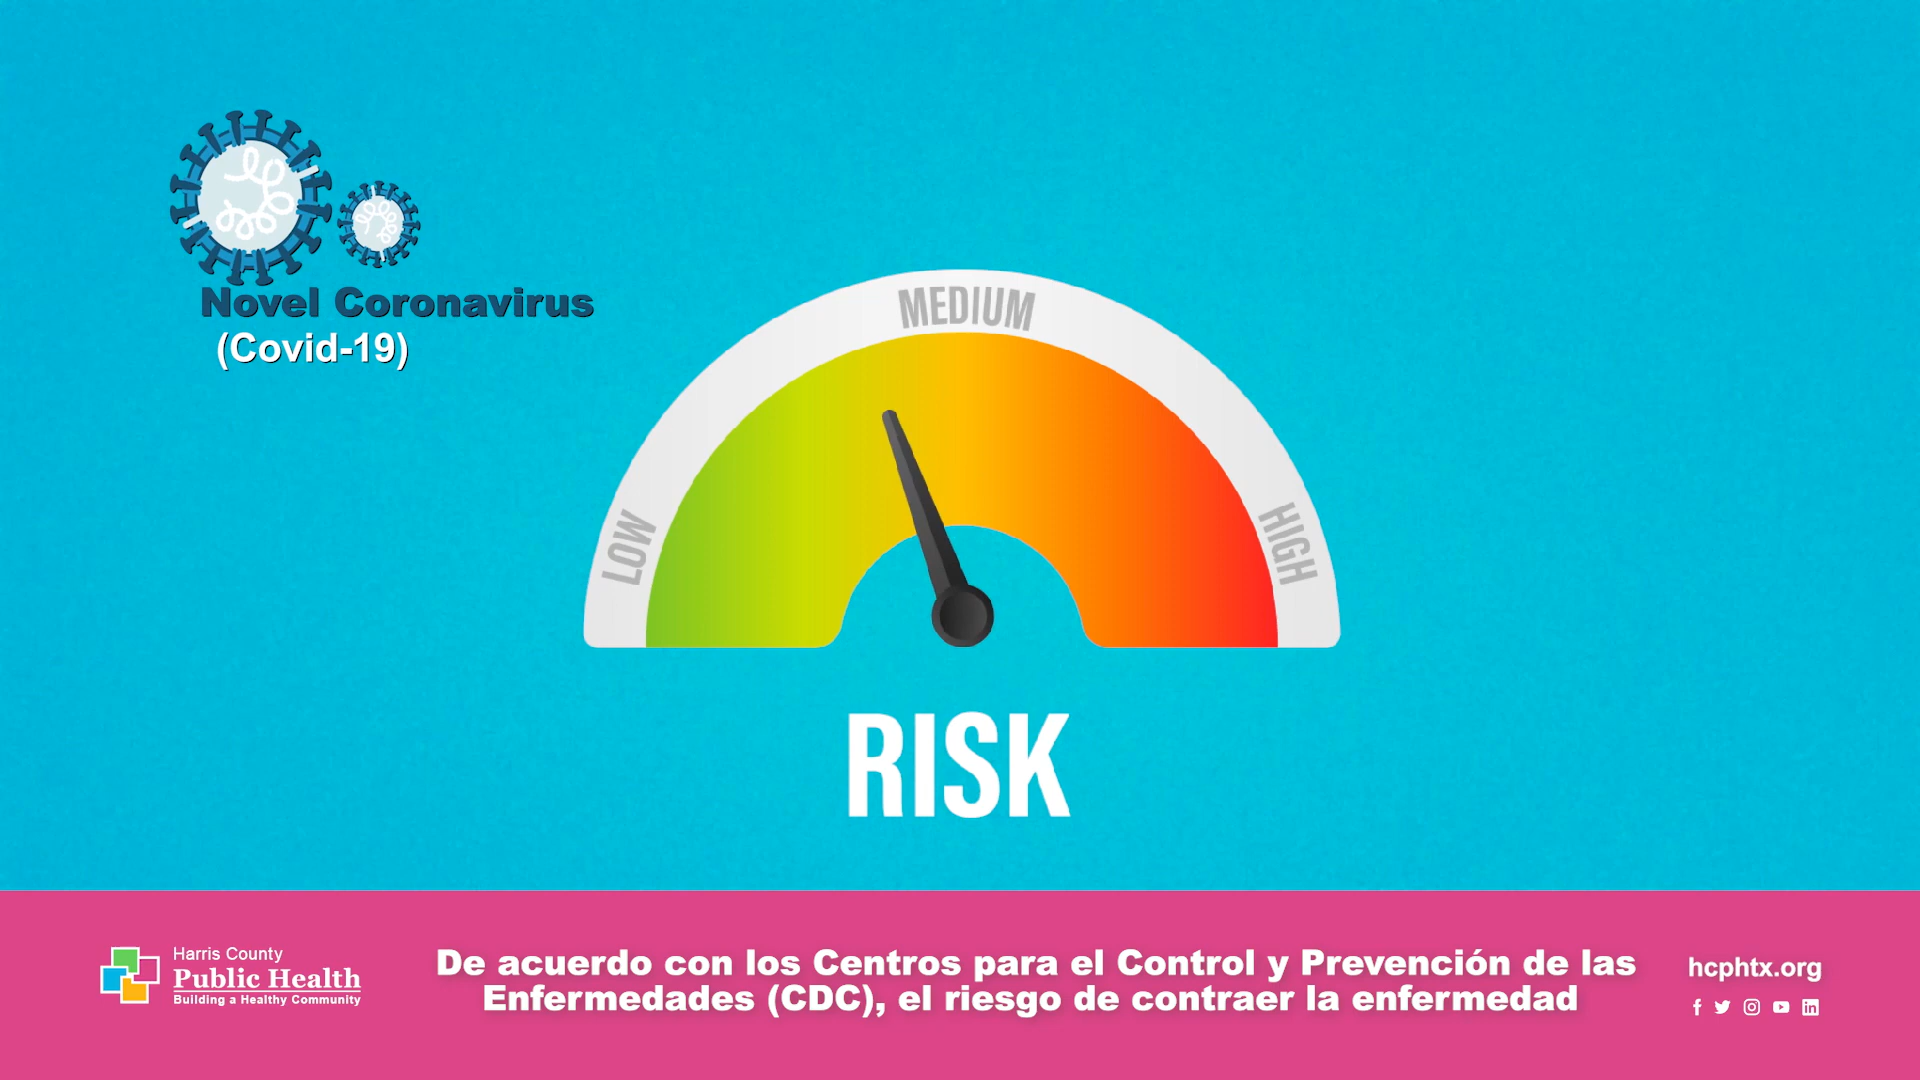 Novel Coronavirus
(Covid-19)
MEDIUM
LOW
HIGH
RISK
Harris County
Public Health
Building a Healthy Community
De acuerdo con los Centros para el Control y Prevención de las
Enfermedades (CDC), el riesgo de contraer la enfermedad
hcphtx.org